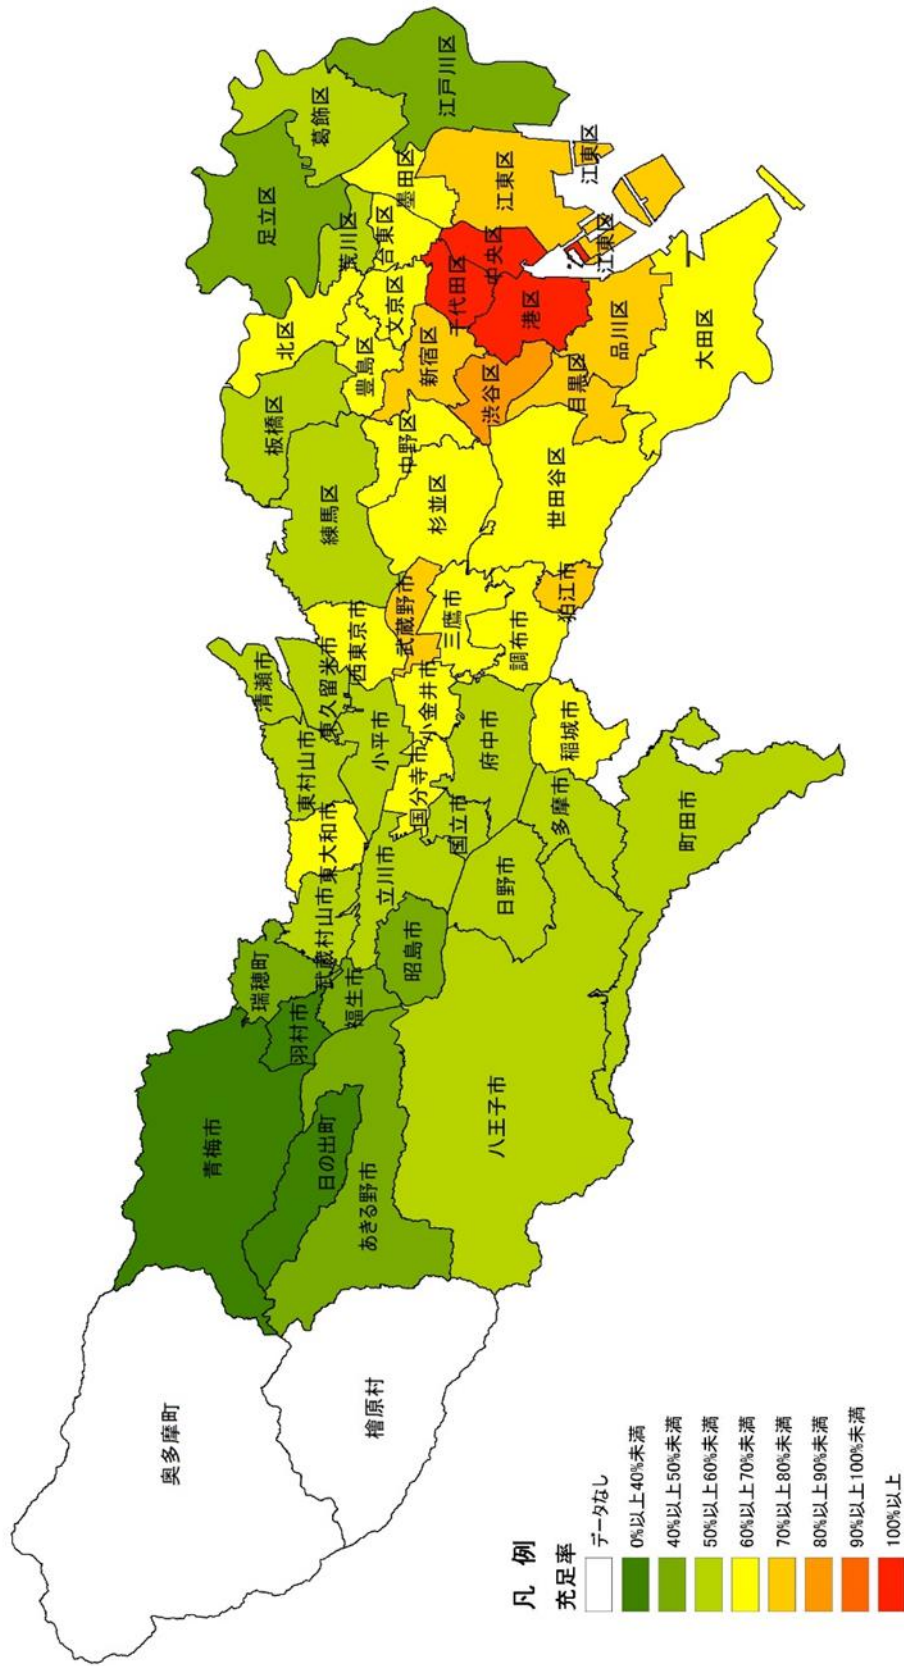 奥多摩町
檜原村
青梅市
日の出町
あきる野市
瑞穂町
羽村市
福生市
武蔵村山市
昭島市
八王子市
東大和市
立川市
日野市
東村山市
小平市
国分寺市
国立市
多摩市
町田市
清瀬市
東久留米市
西東京市
小金井市
府中市
稲城市
武蔵野市
三鷹市
調布市
狛江市
練馬区
板橋区
杉並区
中野区
世田谷区
北区
豊島区
新宿区
渋谷区
目黒区
品川区
大田区
足立区
荒川区
文京区
台東区
千代田区
中央区
港区
葛飾区
墨田区
江東区
江東区
江東区
江戸川区
凡 例
充足率
データなし
0%以上40%未満
40%以上50%未満
50%以上60%未満
60%以上70%未満
70%以上80%未満
80%以上90%未満
90%以上100%未満
100%以上